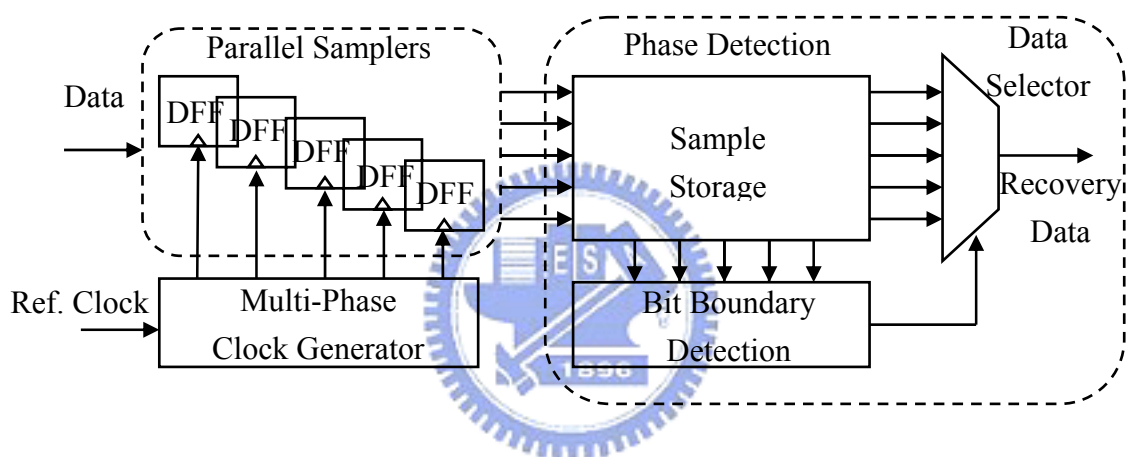 Parallel Samplers
Data
DFF
DFF
DFF
DFF
DFF
Ref. Clock
Multi-Phase
Clock Generator
Phase Detection
Sample
Storage
Bit Boundary
Detection
Data
Selector
Recovery
Data
E S
1896